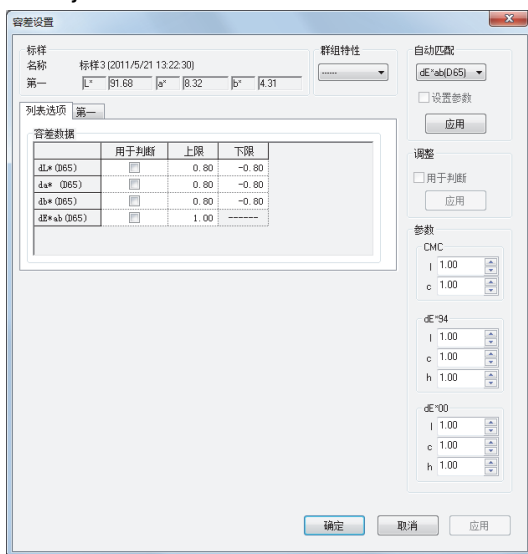 容差设置
标样
名称 标样3 (2011/5/21 13:22:30)
第一 L* 91.68 a* 8.32 b* 4.31
群组特性
------
自动匹配
dE*ab(D65)
设置参数
应用
列表选项 第一
容差数据
用于判断 上限 下限
dL* (D65) 0.80 -0.80
da* (D65) 0.80 -0.80
db* (D65) 0.80 -0.80
dE*ab (D65) 1.00 ------
调整
用于判断
应用
参数
CMC
l 1.00
c 1.00
dE*94
l 1.00
c 1.00
h 1.00
dE*00
l 1.00
c 1.00
h 1.00
确定 取消 应用